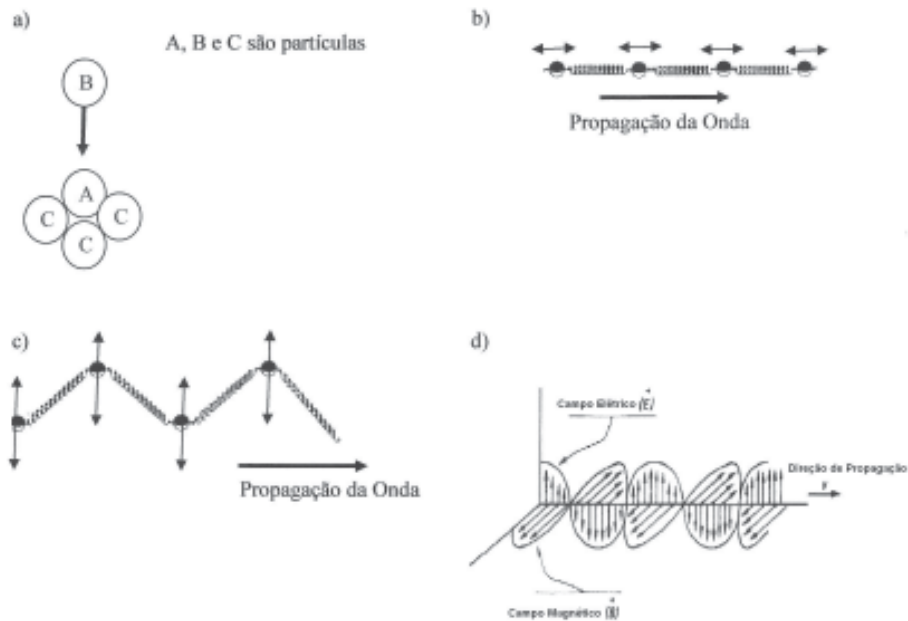 a)
A, B e C são partículas
B
A
C
C
C
b)
Propagação da Onda
c)
Propagação da Onda
d)
Campo Elétrico (E)
Direção de Propagação
Campo Magnético (B)